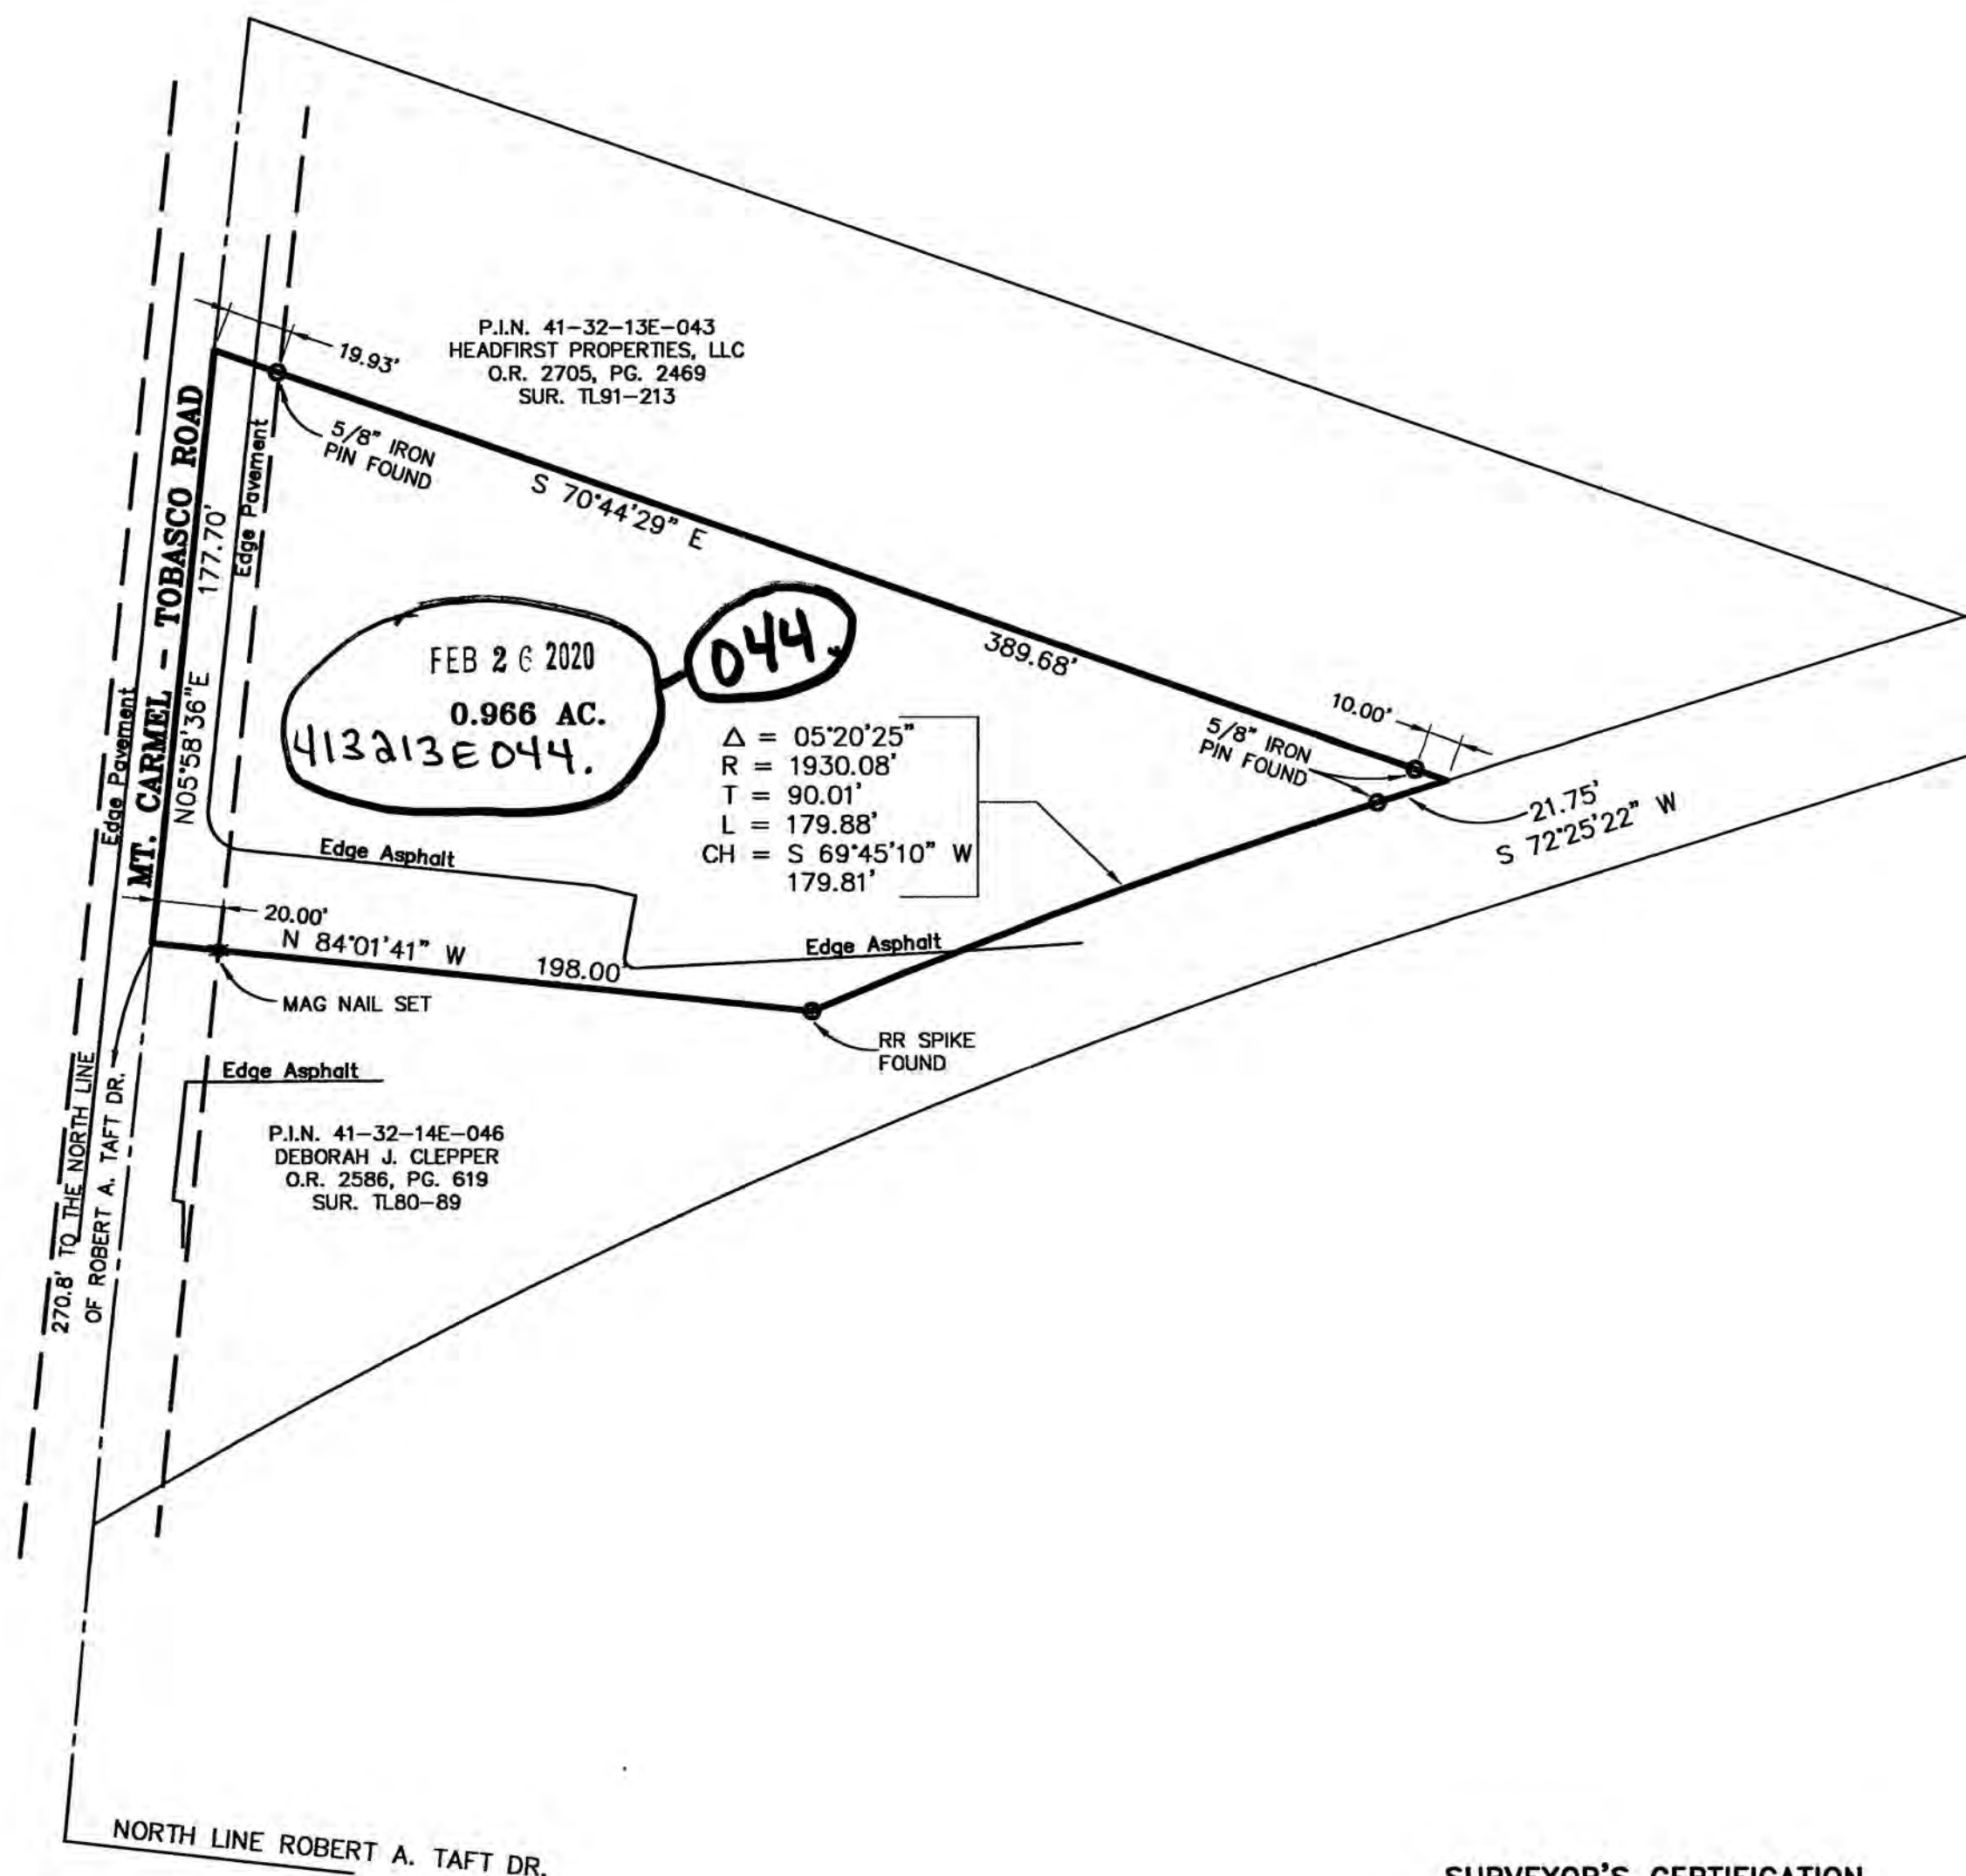 P.I.N. 41-32-13E-043
HEADFIRST PROPERTIES, LLC
O.R. 2705, PG. 2469
SUR. TL91-213
19.93'
5/8" IRON
PIN FOUND
S 70°44'29" E
389.68'
MT. CARMEL - TOBASCO ROAD
N05°58'36"E 177.70'
Edge Pavement
Edge Pavement
FEB 26 2020
0.966 AC.
413213E044.
044
Δ = 05°20'25"
R = 1930.08'
T = 90.01'
L = 179.88'
CH = S 69°45'10" W
179.81'
10.00'
5/8" IRON
PIN FOUND
21.75'
S 72°25'22" W
Edge Asphalt
20.00'
N 84°01'41" W 198.00'
Edge Asphalt
MAG NAIL SET
RR SPIKE
FOUND
Edge Asphalt
270.8' TO THE NORTH LINE
OF ROBERT A. TAFT DR.
P.I.N. 41-32-14E-046
DEBORAH J. CLEPPER
O.R. 2586, PG. 619
SUR. TL80-89
NORTH LINE ROBERT A. TAFT DR.
SURVEYOR'S CERTIFICATION